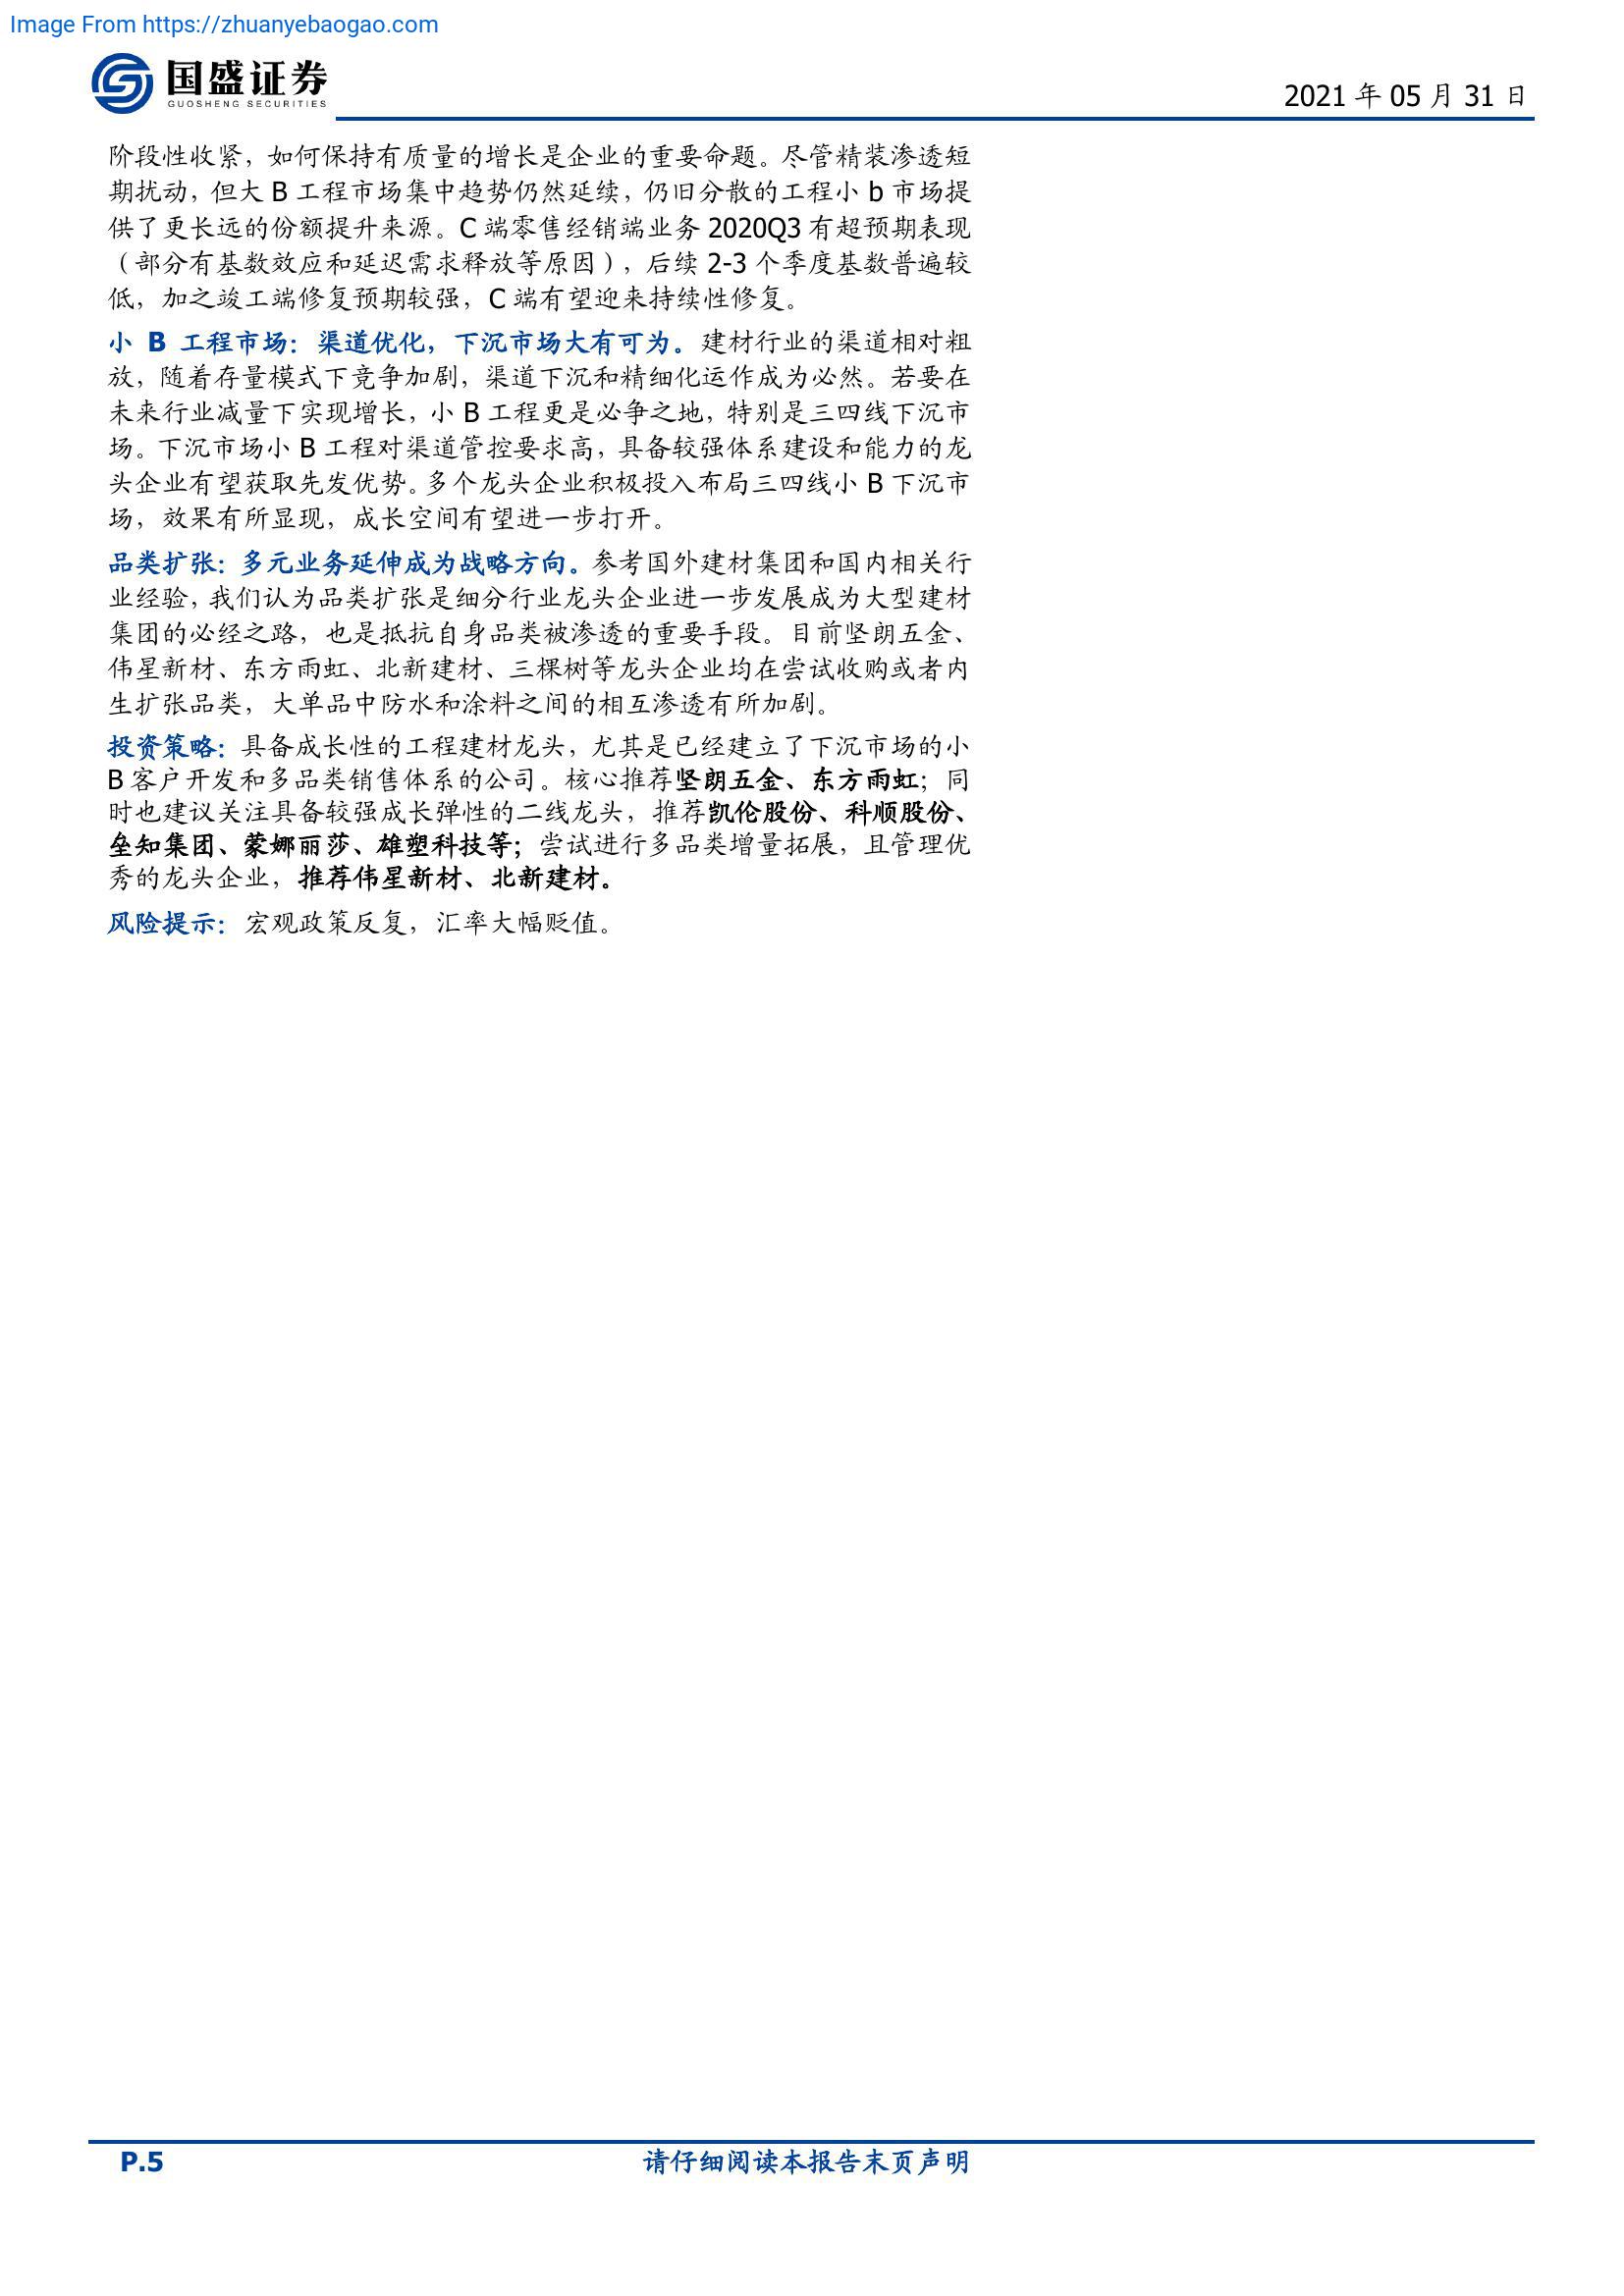 Image From https://zhuanyebaogao.com
国盛证券
GUOSHENG SECURITIES
2021 年 05 月 31 日
阶段性收紧，如何保持有质量的增长是企业的重要命题。尽管精装渗透短
期扰动，但大 B 工程市场集中趋势仍然延续，仍旧分散的工程小 b 市场提
供了更长远的份额提升来源。C 端零售经销端业务 2020Q3 有超预期表现
（部分有基数效应和延迟需求释放等原因），后续 2-3 个季度基数普遍较
低，加之竣工端修复预期较强，C 端有望迎来持续性修复。
小 B 工程市场：渠道优化，下沉市场大有可为。建材行业的渠道相对粗
放，随着存量模式下竞争加剧，渠道下沉和精细化运作成为必然。若要在
未来行业减量下实现增长，小 B 工程更是必争之地，特别是三四线下沉市
场。下沉市场小 B 工程对渠道管控要求高，具备较强体系建设和能力的龙
头企业有望获取先发优势。多个龙头企业积极投入布局三四线小 B 下沉市
场，效果有所显现，成长空间有望进一步打开。
品类扩张：多元业务延伸成为战略方向。参考国外建材集团和国内相关行
业经验，我们认为品类扩张是细分行业龙头企业进一步发展成为大型建材
集团的必经之路，也是抵抗自身品类被渗透的重要手段。目前坚朗五金、
伟星新材、东方雨虹、北新建材、三棵树等龙头企业均在尝试收购或者内
生扩张品类，大单品中防水和涂料之间的相互渗透有所加剧。
投资策略：具备成长性的工程建材龙头，尤其是已经建立了下沉市场的小
B 客户开发和多品类销售体系的公司。核心推荐坚朗五金、东方雨虹；同
时也建议关注具备较强成长弹性的二线龙头，推荐凯伦股份、科顺股份、
垒知集团、蒙娜丽莎、雄塑科技等；尝试进行多品类增量拓展，且管理优
秀的龙头企业，推荐伟星新材、北新建材。
风险提示：宏观政策反复，汇率大幅贬值。
P.5
请仔细阅读本报告末页声明